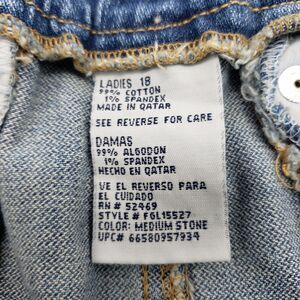 LADIES 18
99% COTTON
1% SPANDEX
MADE IN QATAR
SEE REVERSE FOR CARE
DAMAS
99% ALGODON
1% SPANDEX
HECHO EN QATAR
VE EL REVERSO PARA
EL CUIDADO
RN # 52469
STYLE # FGL15527
COLOR: MEDIUM STONE
UPC# 66580957934